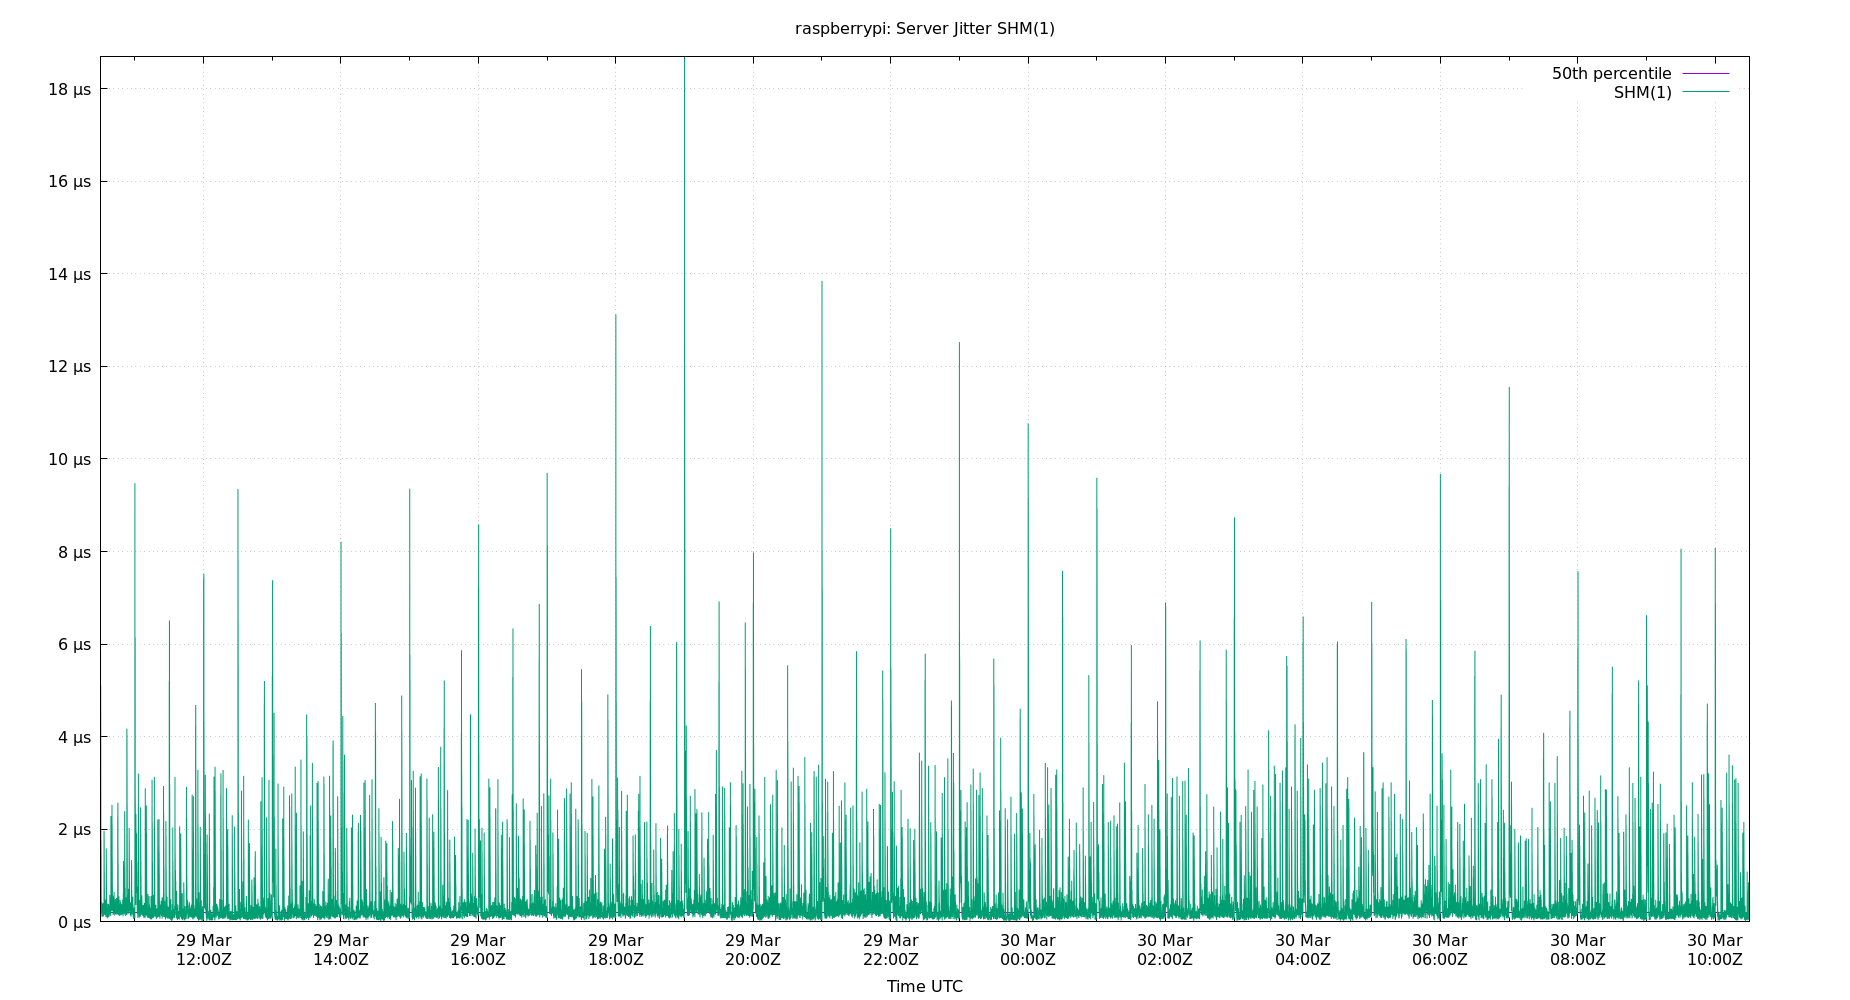 raspberrypi: Server Jitter SHM(1)
50th percentile
SHM(1)
18 µs
16 µs
14 µs
12 µs
10 µs
8 µs
6 µs
4 µs
2 µs
0 µs
29 Mar 29 Mar 29 Mar 29 Mar 29 Mar 29 Mar 30 Mar 30 Mar 30 Mar 30 Mar 30 Mar 30 Mar
12:00Z 14:00Z 16:00Z 18:00Z 20:00Z 22:00Z 00:00Z 02:00Z 04:00Z 06:00Z 08:00Z 10:00Z
Time UTC